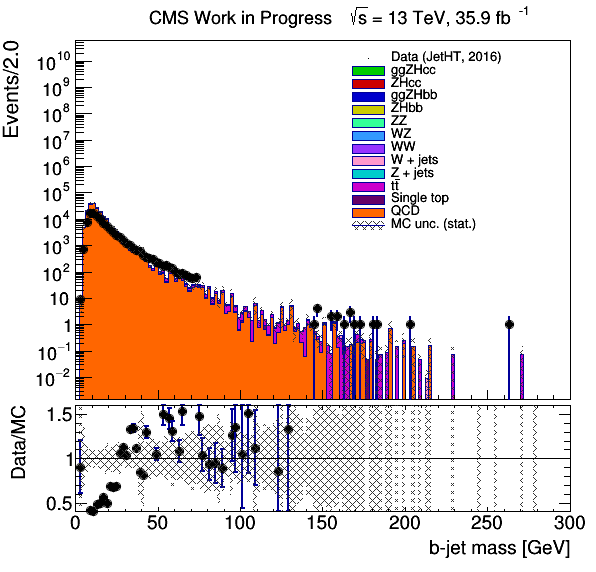 CMS Work in Progress √s = 13 TeV, 35.9 fb⁻¹
Events/2.0
10¹⁰
10⁹
10⁸
10⁷
10⁶
10⁵
10⁴
10³
10²
10
1
10⁻¹
10⁻²
Data (JetHT, 2016)
ggZHcc
ZHcc
ggZHbb
ZHbb
ZZ
WZ
WW
W + jets
Z + jets
tt̄
Single top
QCD
MC unc. (stat.)
Data/MC
1.5
1
0.5
0 50 100 150 200 250 300
b-jet mass [GeV]